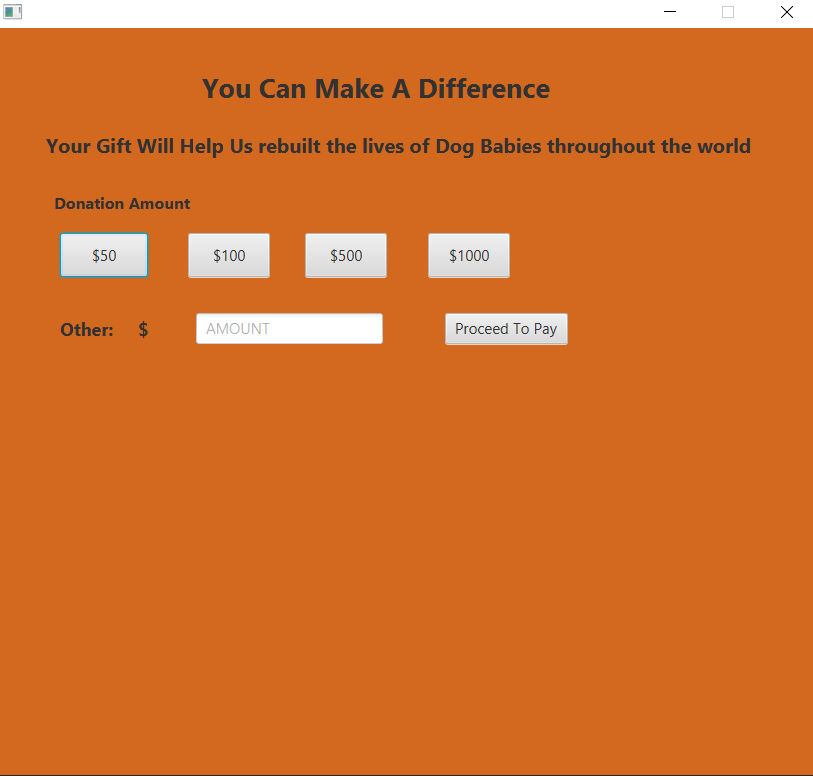 You Can Make A Difference
Your Gift Will Help Us rebuilt the lives of Dog Babies throughout the world
Donation Amount
$50 $100 $500 $1000
Other: $ AMOUNT Proceed To Pay